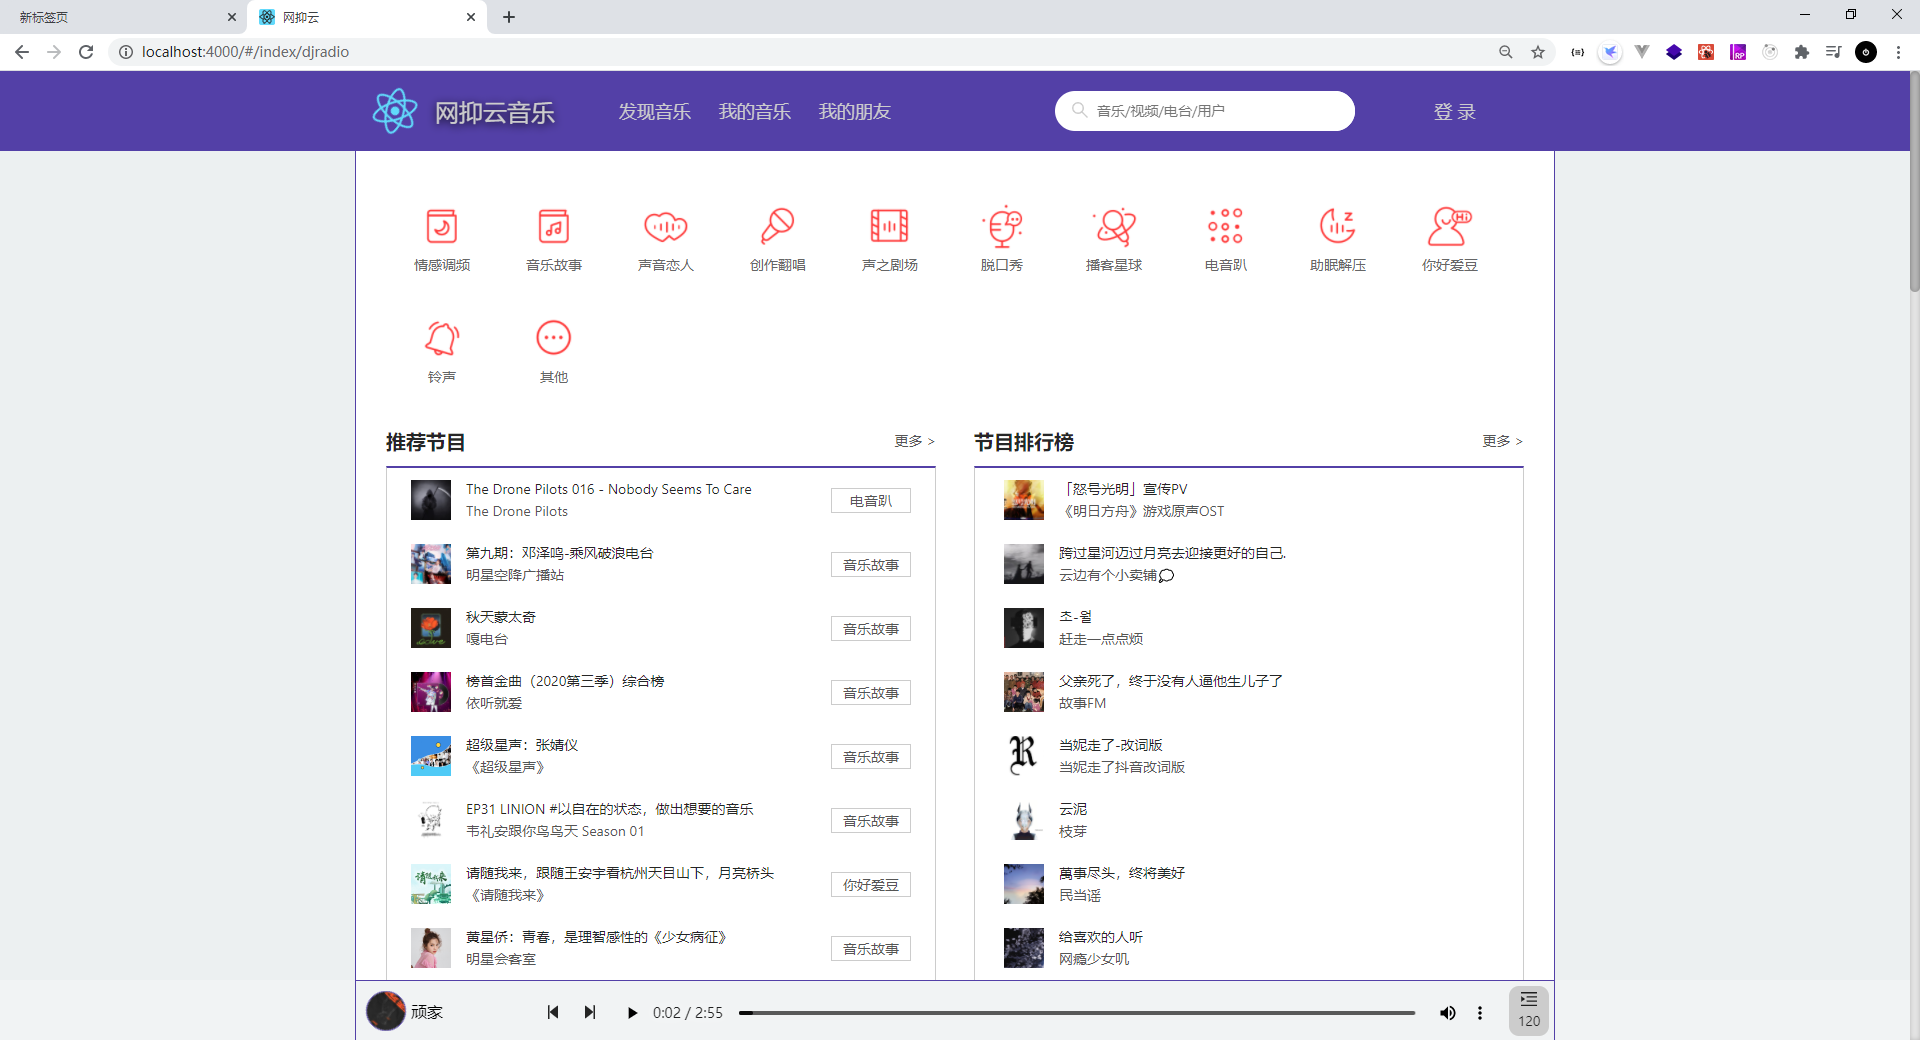 新标签页
网抑云
localhost:4000/#/index/djradio
网抑云音乐
发现音乐 我的音乐 我的朋友
音乐/视频/电台/用户
登 录
情感调频 音乐故事 声音恋人 创作翻唱 声之剧场 脱口秀 播客星球 电音趴 助眠解压 你好爱豆
铃声 其他
推荐节目 更多 >
The Drone Pilots 016 - Nobody Seems To Care
The Drone Pilots
电音趴
第九期：邓泽鸣-乘风破浪电台
明星空降广播站
音乐故事
秋天蒙太奇
嘎电台
音乐故事
榜首金曲（2020第三季）综合榜
依听就爱
音乐故事
超级星声：张婧仪
《超级星声》
音乐故事
EP31 LINION #以自在的状态，做出想要的音乐
韦礼安跟你鸟鸟天 Season 01
音乐故事
请随我来，跟随王安宇看杭州天目山下，月亮桥头
《请随我来》
你好爱豆
黄星侨：青春，是理智感性的《少女病征》
明星会客室
音乐故事
节目排行榜 更多 >
「怒号光明」宣传PV
《明日方舟》游戏原声OST
跨过星河迈过月亮去迎接更好的自己.
云边有个小卖铺
초-월
赶走一点点烦
父亲死了，终于没有人逼他生儿子了
故事FM
当妮走了-改词版
当妮走了抖音改词版
云泥
枝芽
萬事尽头，终将美好
民当谣
给喜欢的人听
网瘾少女叽
顽家
0:02 / 2:55
120